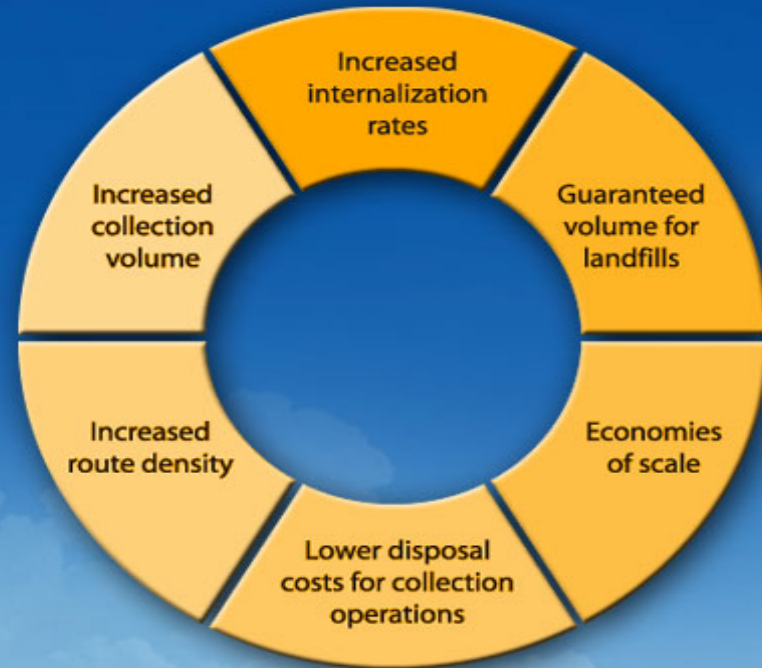 Increased
internalization
rates
Guaranteed
volume for
landfills
Economies
of scale
Lower disposal
costs for collection
operations
Increased
route density
Increased
collection
volume